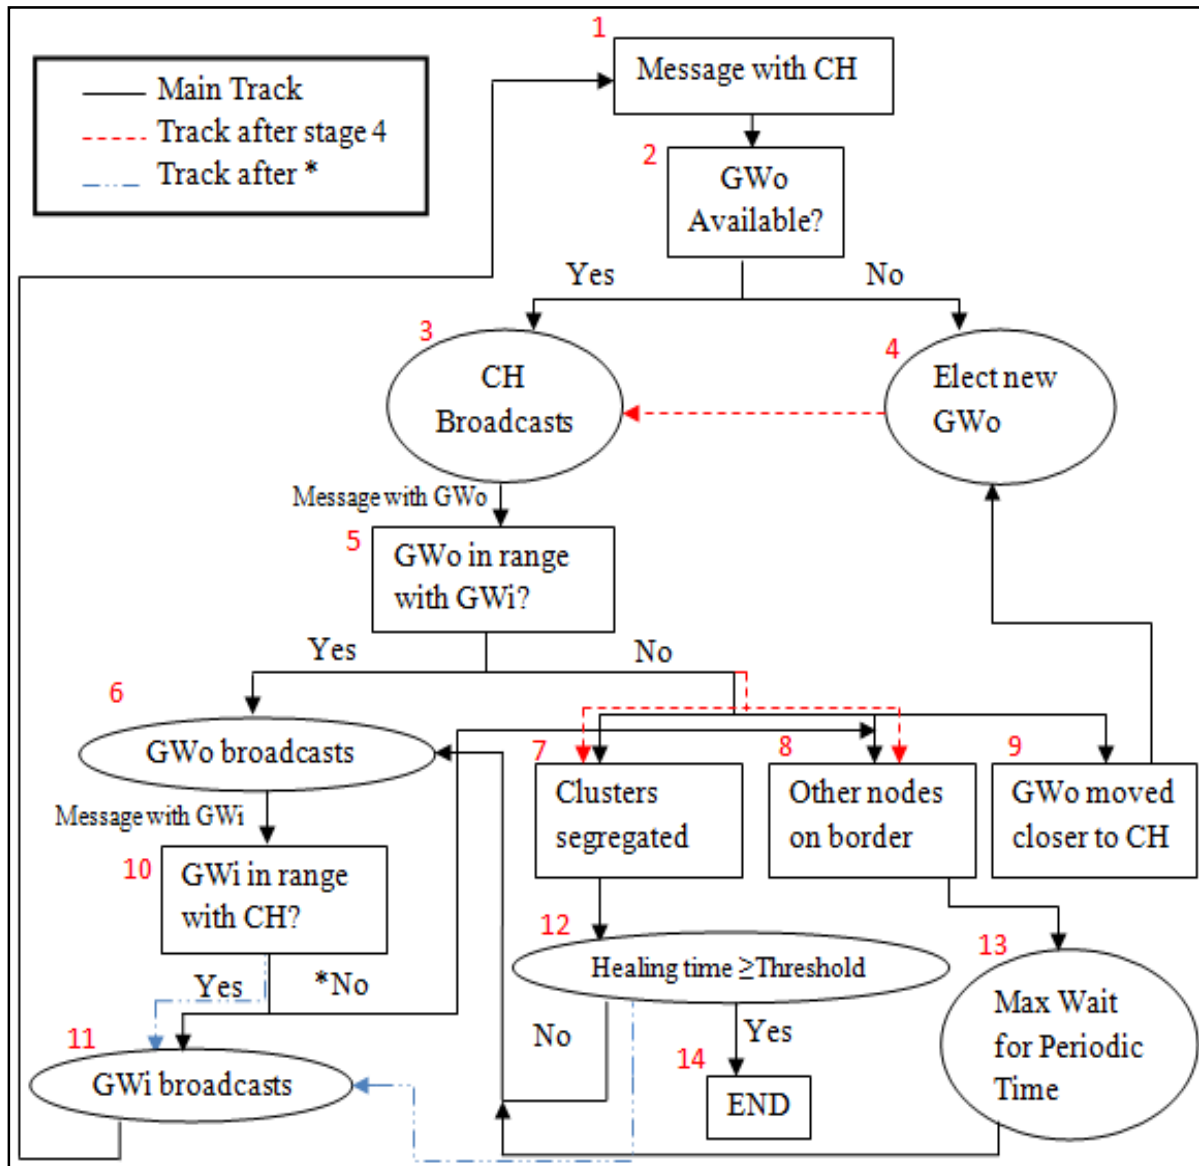 Main Track
Track after stage 4
Track after *
1
Message with CH
2
GWo
Available?
Yes
No
3
CH
Broadcasts
4
Elect new
GWo
Message with GWo
5
GWo in range
with GWi?
Yes
No
6
GWo broadcasts
7
Clusters
segregated
8
Other nodes
on border
9
GWo moved
closer to CH
Message with GWi
10
GWi in range
with CH?
Yes
*No
11
GWi broadcasts
12
Healing time ≥Threshold
No
Yes
13
Max Wait
for Periodic
Time
14
END